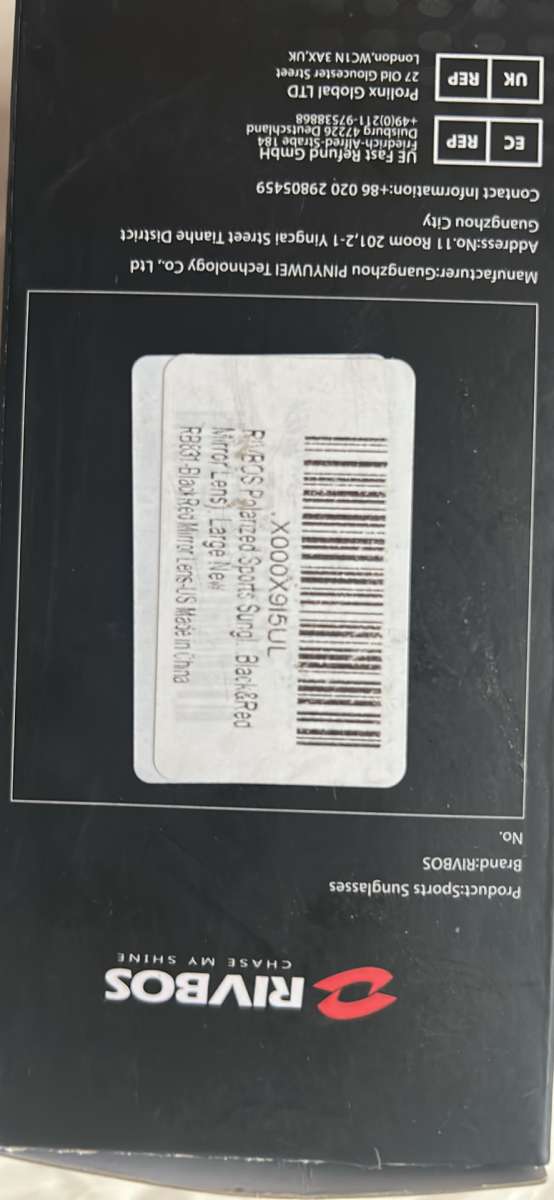 RIVBOS
CHASE MY SHINE
Product:Sports Sunglasses
Brand:RIVBOS
No.
X000X9I5UL
RIVBOS Polarized Sports Sungl...Black&Red
Mirror Lens), Large New
RB831-Black Red Mirror Lens-US Made in China
Manufacturer:Guangzhou PINYUWEI Technology Co., Ltd
Address:No.11 Room 201,2-1 Yingcai Street Tianhe District
Guangzhou City
Contact Information:+86 020 29805459
EC REP
UE Fast Refund GmbH
Friedrich-Alfred-Strabe 184
Duisburg 47226 Deutschland
+49(0)211-97538868
UK REP
Prolinx Global LTD
27 Old Gloucester Street
London,WC1N 3AX,UK